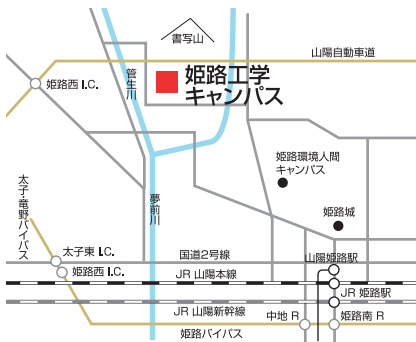 書写山
山陽自動車道
姫路工学
キャンパス
管生川
姫路西 I.C.
姫路環境人間
キャンパス
太子・竜野バイパス
夢前川
姫路城
太子東 I.C.
国道2号線
山陽姫路駅
姫路西 I.C.
JR 山陽本線
JR 姫路駅
JR 山陽新幹線
中地 R
姫路南 R
姫路バイパス